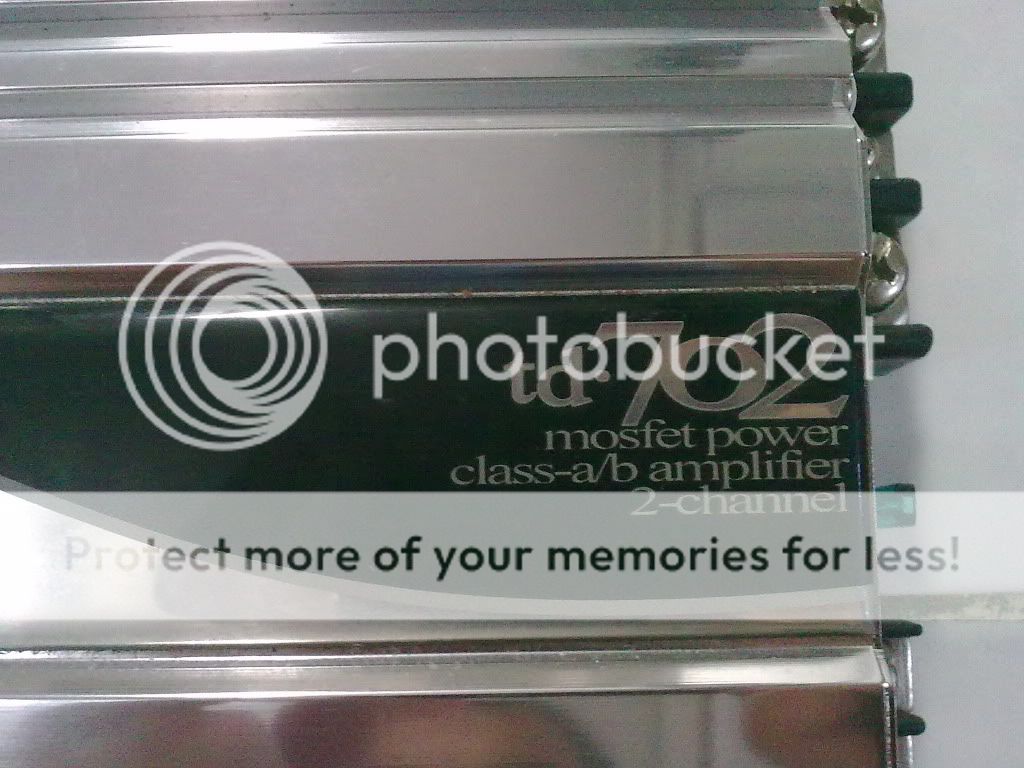 photobucket
td-702
mosfet power
class-a/b amplifier
2-channel
Protect more of your memories for less!